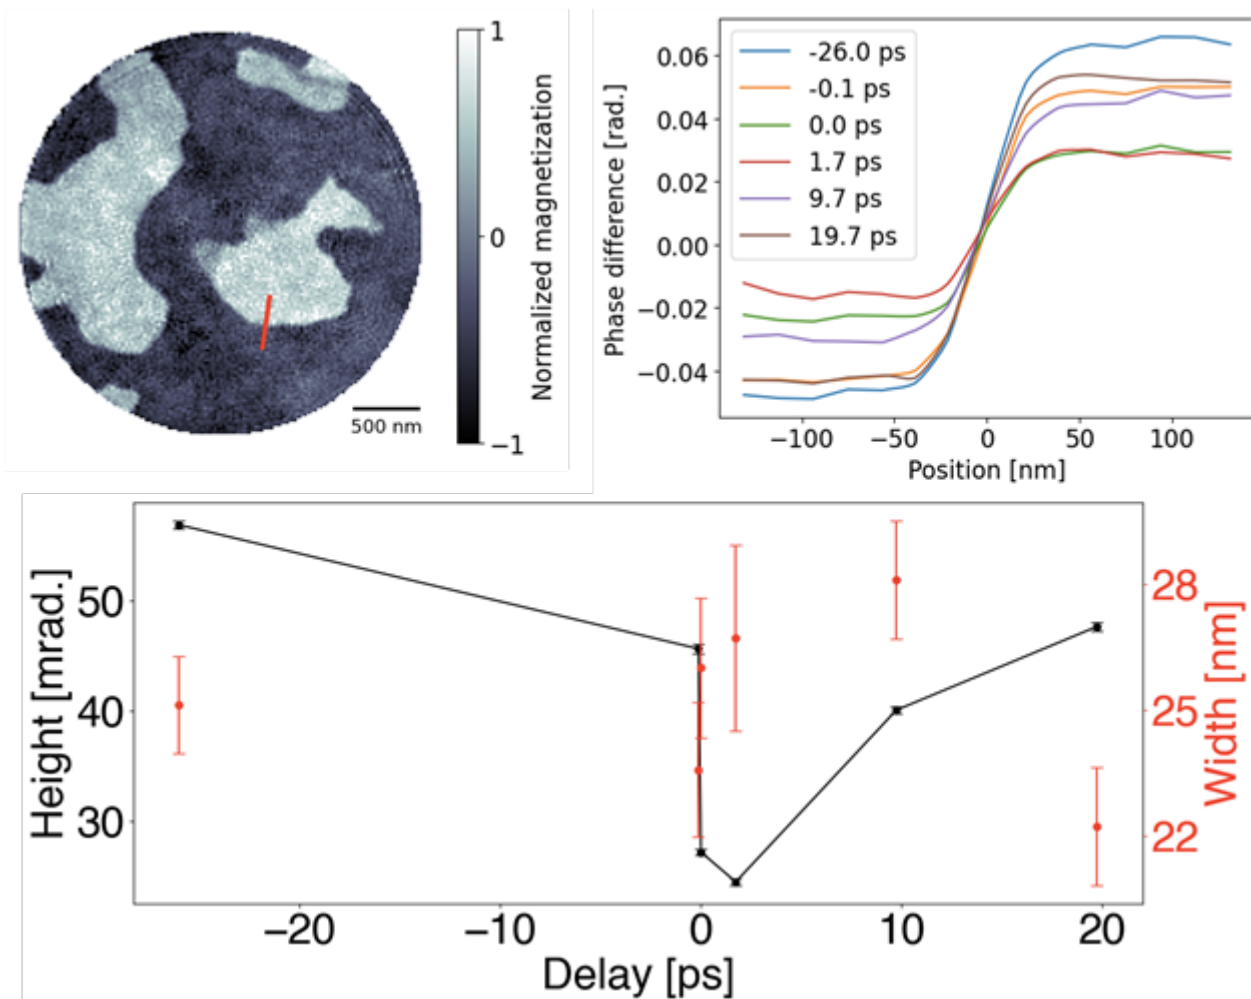 1
0
−1
Normalized magnetization
500 nm
Phase difference [rad.]
0.06
0.04
0.02
0.00
−0.02
−0.04
-26.0 ps
-0.1 ps
0.0 ps
1.7 ps
9.7 ps
19.7 ps
−100 −50 0 50 100
Position [nm]
Height [mrad.]
50
40
30
28
25
22
Width [nm]
−20 −10 0 10 20
Delay [ps]